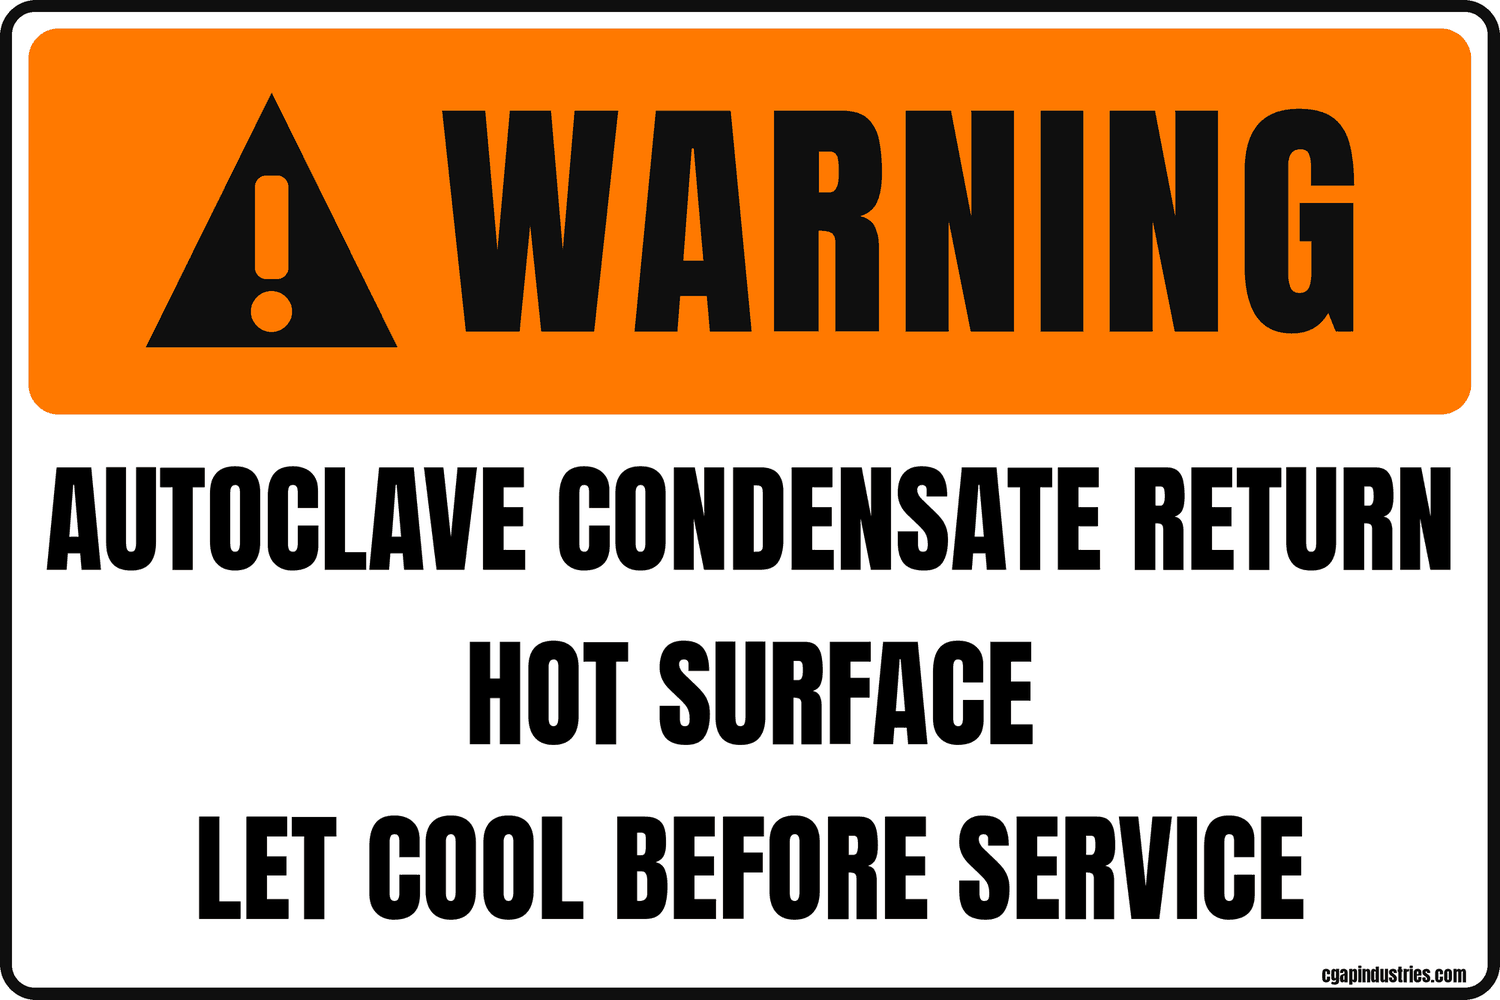 WARNING
AUTOCLAVE CONDENSATE RETURN
HOT SURFACE
LET COOL BEFORE SERVICE
cgapindustries.com